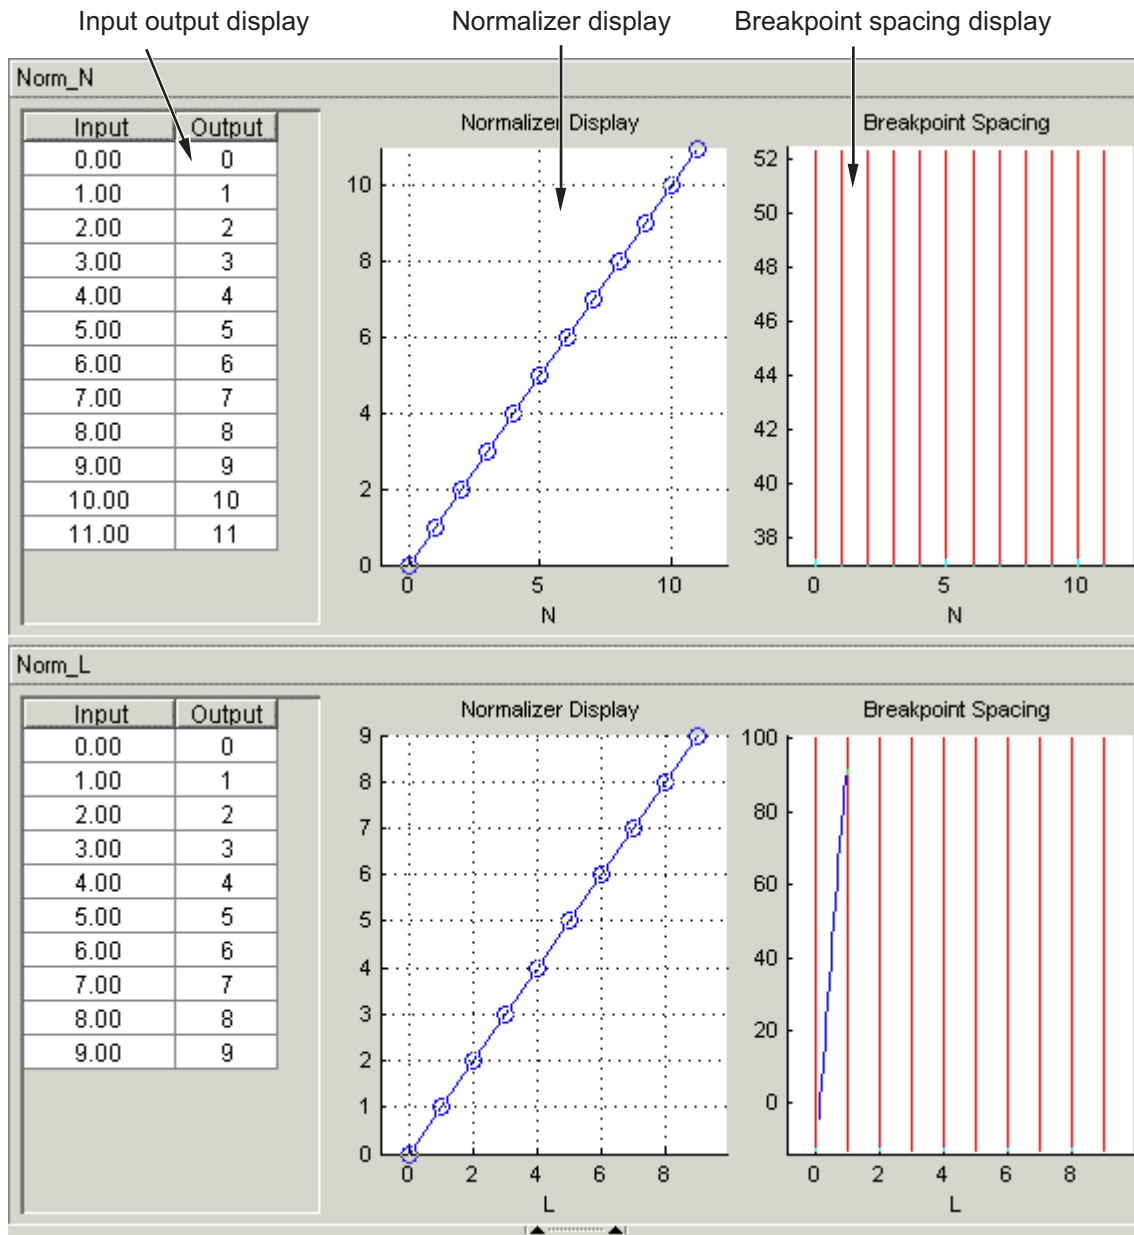 Input output display
Normalizer display
Breakpoint spacing display
Norm_N
Input Output
0.00 0
1.00 1
2.00 2
3.00 3
4.00 4
5.00 5
6.00 6
7.00 7
8.00 8
9.00 9
10.00 10
11.00 11
Normalizer Display
10
8
6
4
2
0
0 5 10
N
Breakpoint Spacing
52
50
48
46
44
42
40
38
0 5 10
N
Norm_L
Input Output
0.00 0
1.00 1
2.00 2
3.00 3
4.00 4
5.00 5
6.00 6
7.00 7
8.00 8
9.00 9
Normalizer Display
9
8
7
6
5
4
3
2
1
0
0 2 4 6 8
L
Breakpoint Spacing
100
80
60
40
20
0
0 2 4 6 8
L